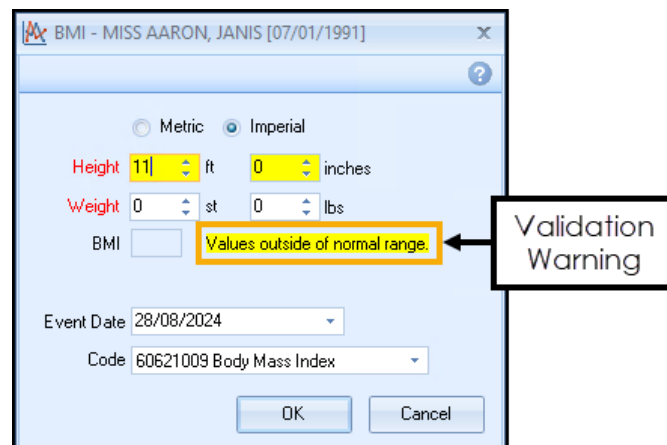 BMI - MISS AARON, JANIS [07/01/1991] x
?
Metric Imperial
Height 11 ft 0 inches
Weight 0 st 0 lbs
BMI Values outside of normal range.
Validation
Warning
Event Date 28/08/2024
Code 60621009 Body Mass Index
OK Cancel